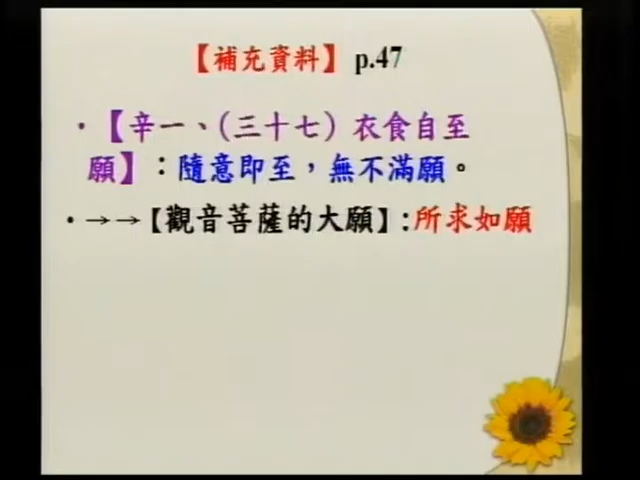 【補充資料】 p.47
•【辛一、(三十七) 衣食自至
願】：隨意即至，無不滿願。
•→→【觀音菩薩的大願】:所求如願